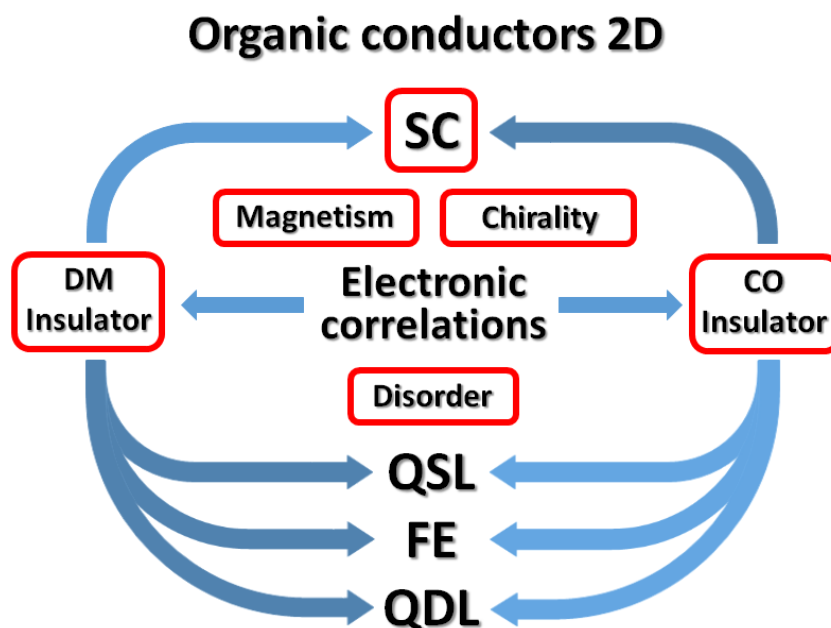 Organic conductors 2D
SC
Magnetism
Chirality
DM
Insulator
Electronic
correlations
CO
Insulator
Disorder
QSL
FE
QDL